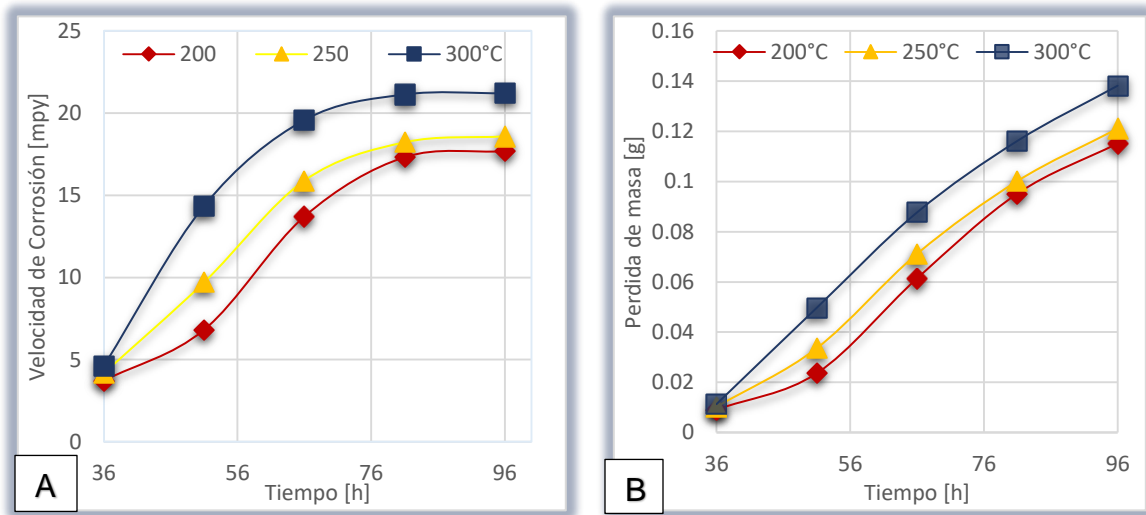 25
20
15
10
5
0
36 56 76 96
Velocidad de Corrosión [mpy]
Tiempo [h]
200 250 300°C
A
0.16
0.14
0.12
0.1
0.08
0.06
0.04
0.02
0
36 56 76 96
Perdida de masa [g]
Tiempo [h]
200°C 250°C 300°C
B